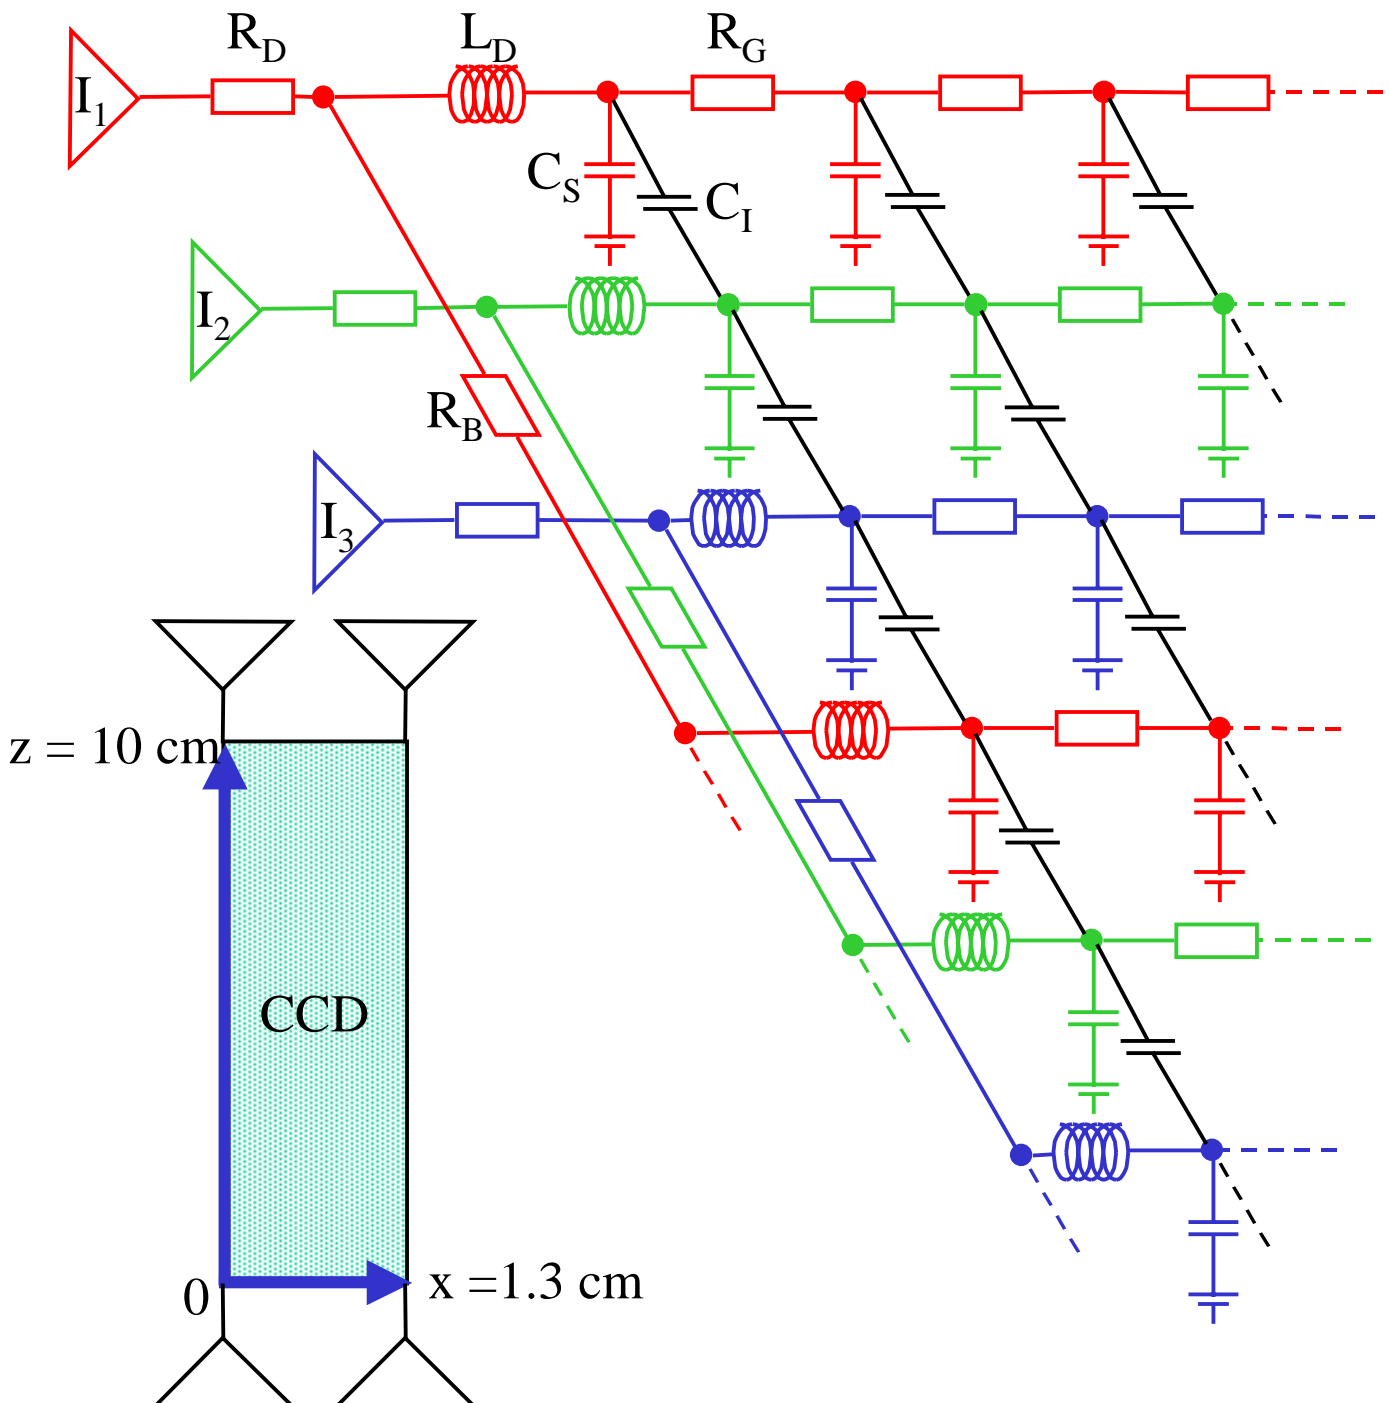 R_D L_D R_G
I_1
C_S C_I
I_2
R_B
I_3
z = 10 cm
CCD
0 x =1.3 cm